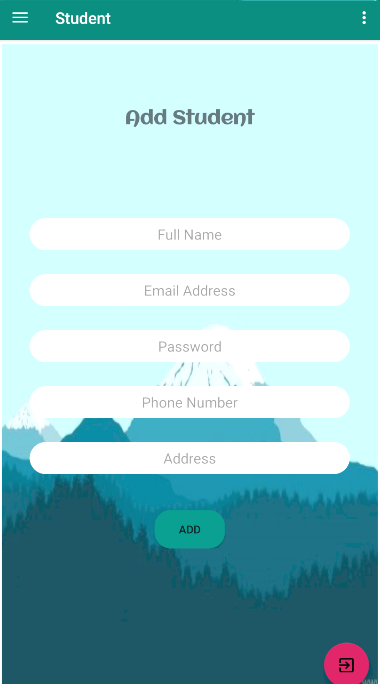 Student
Add Student
Full Name
Email Address
Password
Phone Number
Address
ADD